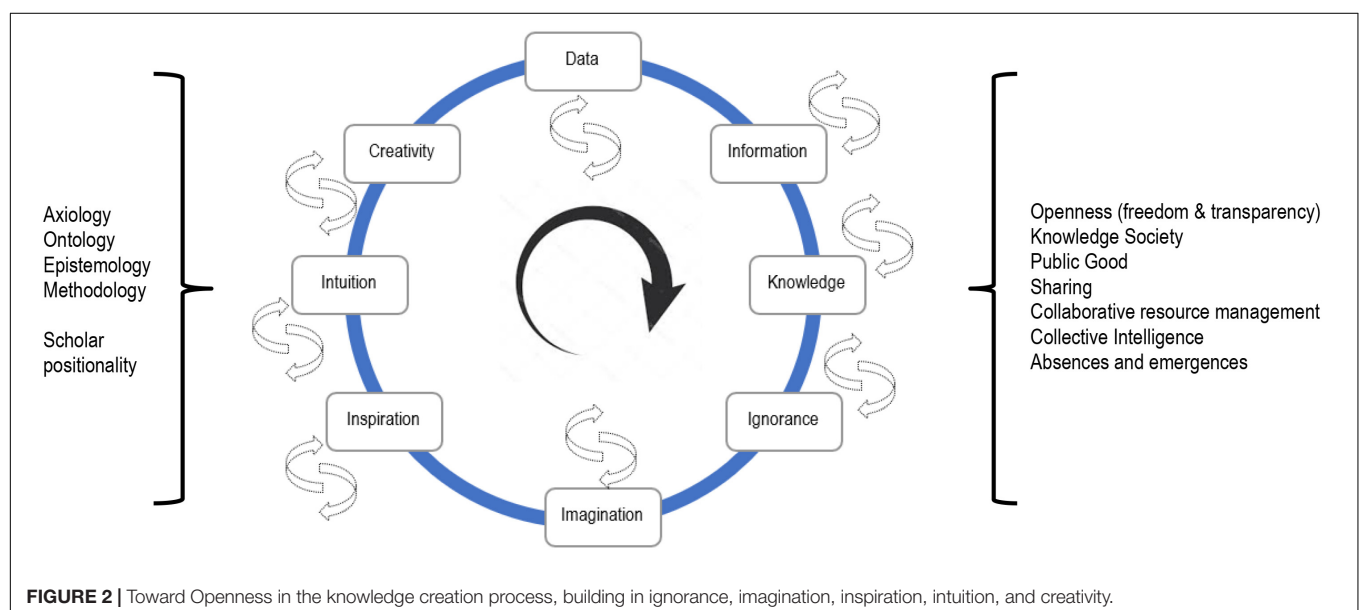 Data
Creativity
Information
Axiology
Ontology
Epistemology
Methodology
Scholar
positionality
Intuition
Knowledge
Openness (freedom & transparency)
Knowledge Society
Public Good
Sharing
Collaborative resource management
Collective Intelligence
Absences and emergences
Inspiration
Ignorance
Imagination
FIGURE 2 | Toward Openness in the knowledge creation process, building in ignorance, imagination, inspiration, intuition, and creativity.